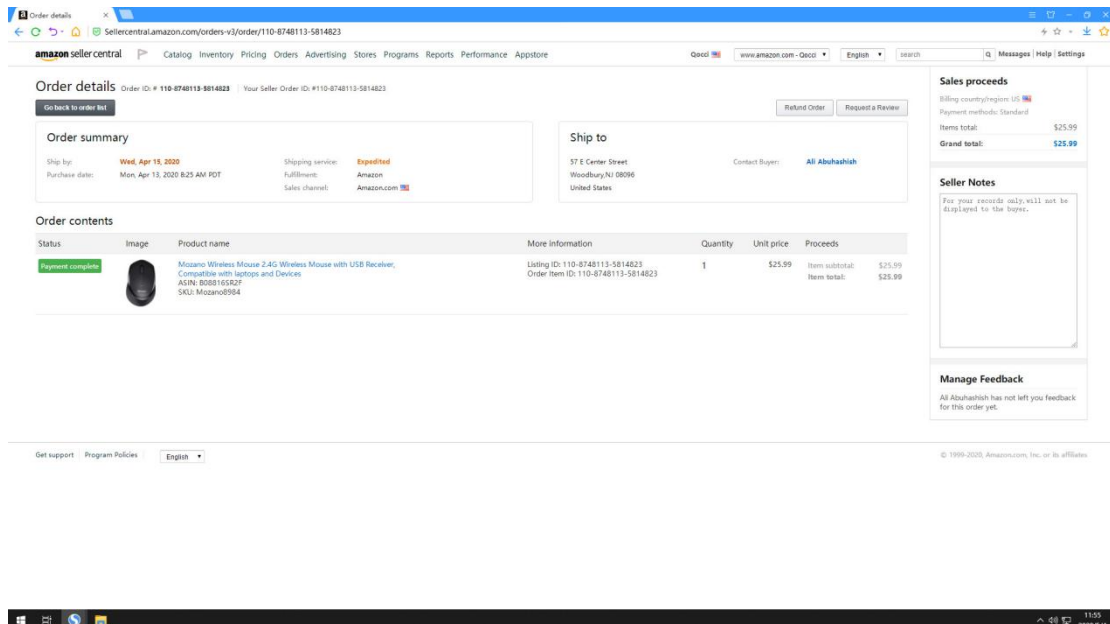 Order details
Sellercentral.amazon.com/orders-v3/order/110-8748113-5814823
amazon seller central Catalog Inventory Pricing Orders Advertising Stores Programs Reports Performance Appstore Qocci www.amazon.com - Qocci English search Messages Help Settings
Order details Order ID: # 110-8748113-5814823 Your Seller Order ID: #110-8748113-5814823
Go back to order list Refund Order Request a Review
Order summary
Ship by: Wed, Apr 15, 2020 Shipping service: Expedited
Purchase date: Mon, Apr 13, 2020 8:25 AM PDT Fulfillment: Amazon
Sales channel: Amazon.com
Ship to
57 E Center Street Contact Buyer: Ali Abuhashish
Woodbury,NJ 08096
United States
Sales proceeds
Billing country/region: US
Payment methods: Standard
Items total: $25.99
Grand total: $25.99
Seller Notes
For your records only,will not be
displayed to the buyer.
Order contents
Status Image Product name More information Quantity Unit price Proceeds
Payment complete Mozano Wireless Mouse 2.4G Wireless Mouse with USB Receiver, Listing ID: 110-8748113-5814823 1 $25.99 Item subtotal: $25.99
Compatible with laptops and Devices Order Item ID: 110-8748113-5814823 Item total: $25.99
ASIN: B08816SR2F
SKU: Mozano8984
Manage Feedback
Ali Abuhashish has not left you feedback
for this order yet.
Get support Program Policies English © 1999-2020, Amazon.com, Inc. or its affiliates
11:55